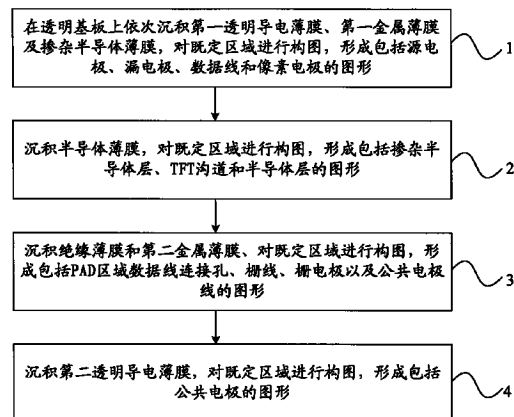 在透明基板上依次沉积第一透明导电薄膜、第一金属薄膜
及掺杂半导体薄膜，对既定区域进行构图，形成包括源电
极、漏电极、数据线和像素电极的图形
1
沉积半导体薄膜，对既定区域进行构图，形成包括掺杂半
导体层、TFT沟道和半导体层的图形
2
沉积绝缘薄膜和第二金属薄膜、对既定区域进行构图，形
成包括PAD区域数据线连接孔、栅线、栅电极以及公共电极
线的图形
3
沉积第二透明导电薄膜，对既定区域进行构图，形成包括
公共电极的图形
4